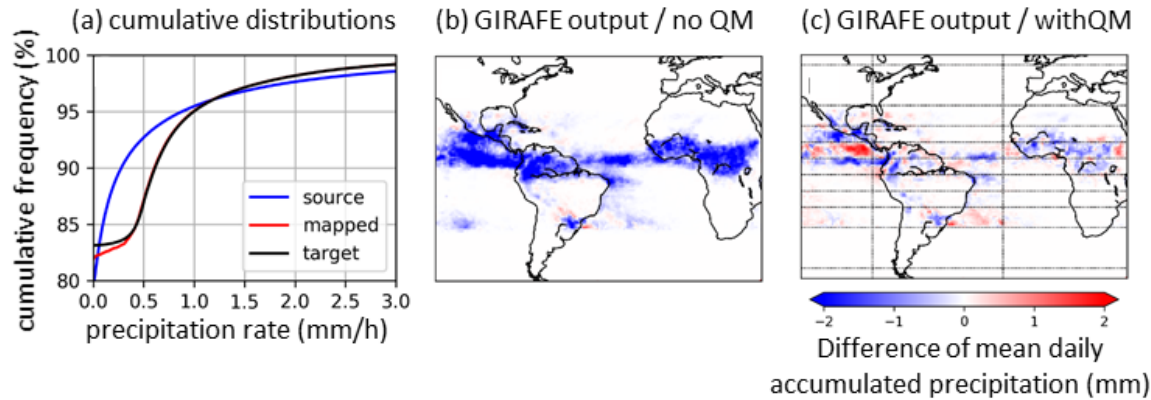 (a) cumulative distributions
(b) GIRAFE output / no QM
(c) GIRAFE output / withQM
cumulative frequency (%)
100
95
90
85
80
source
mapped
target
0.0 0.5 1.0 1.5 2.0 2.5 3.0
precipitation rate (mm/h)
−2 −1 0 1 2
Difference of mean daily
accumulated precipitation (mm)